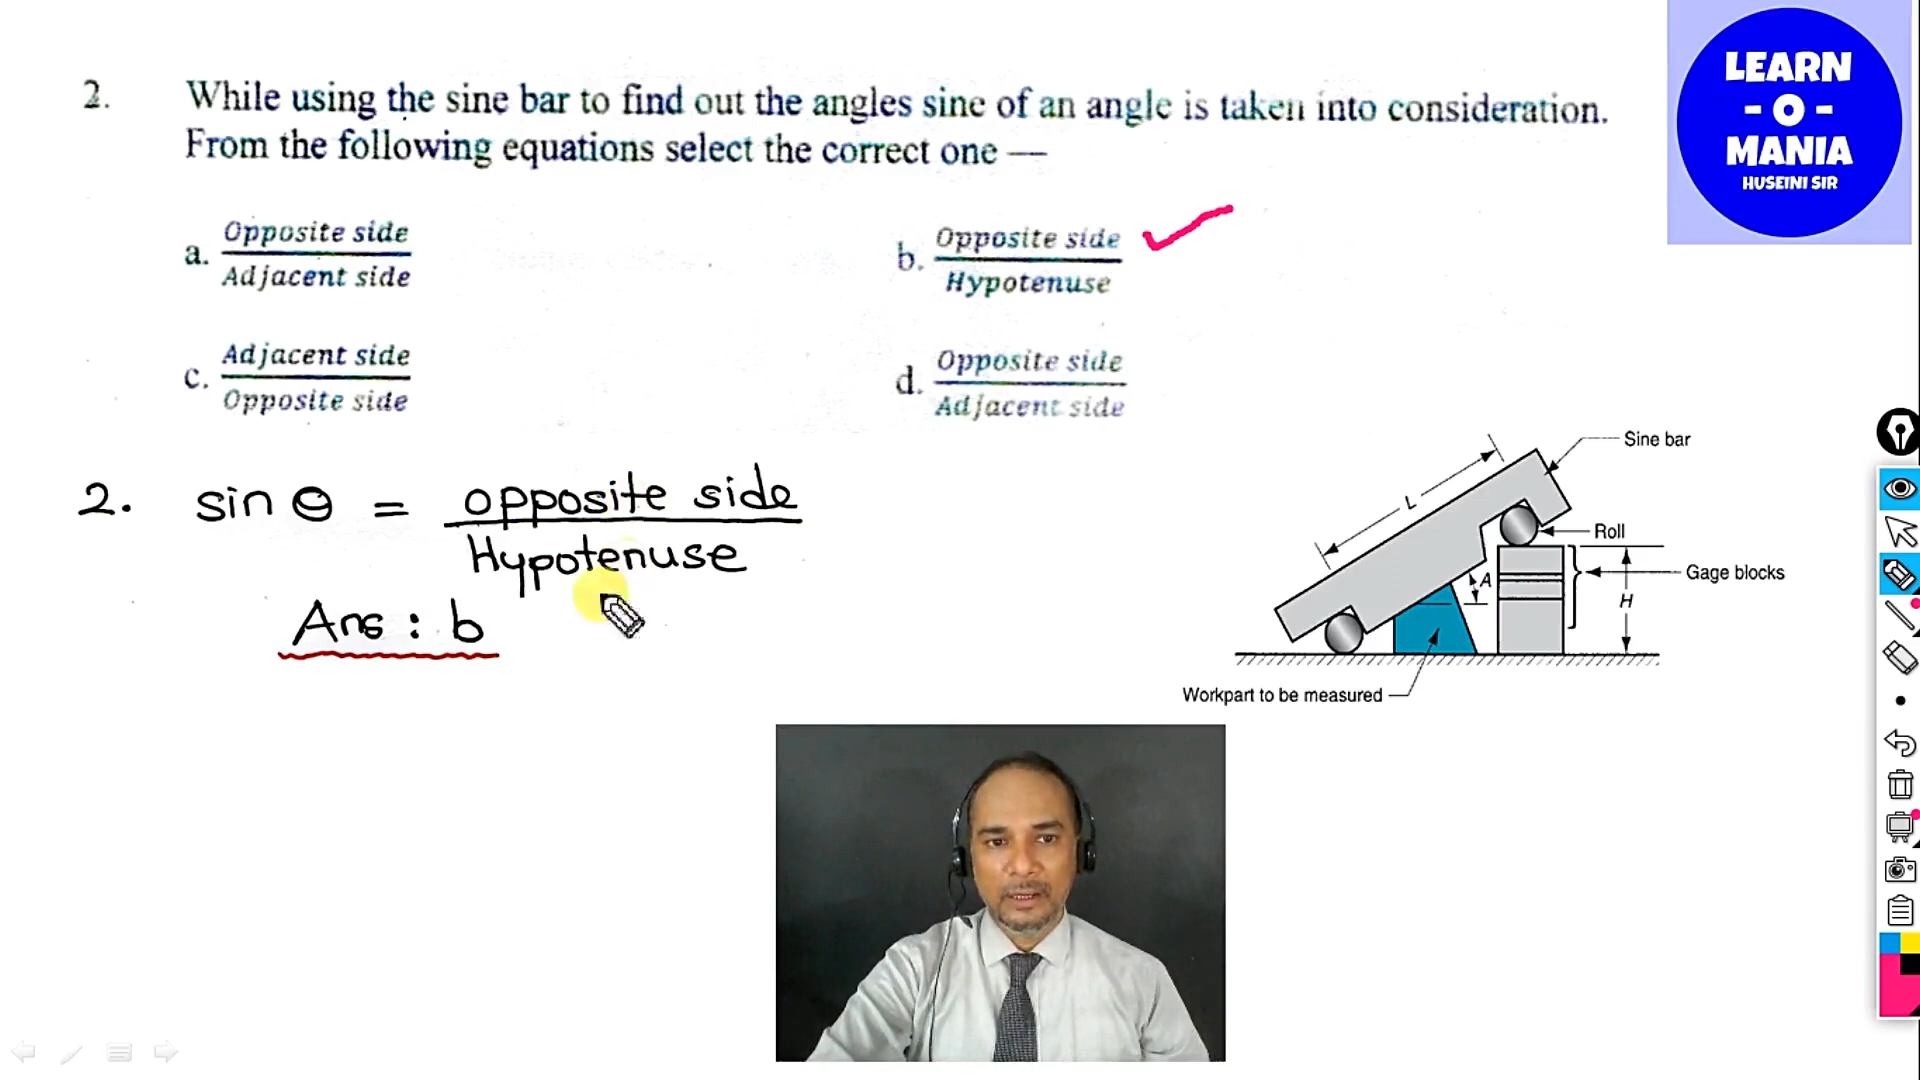 2. While using the sine bar to find out the angles sine of an angle is taken into consideration.
From the following equations select the correct one —
a. Opposite side
Adjacent side
b. Opposite side
Hypotenuse
c. Adjacent side
Opposite side
d. Opposite side
Adjacent side
2. sin θ = opposite side
Hypotenuse
Ans : b
Sine bar
L
Roll
Gage blocks
A
H
Workpart to be measured
LEARN
- O -
MANIA
HUSEINI SIR